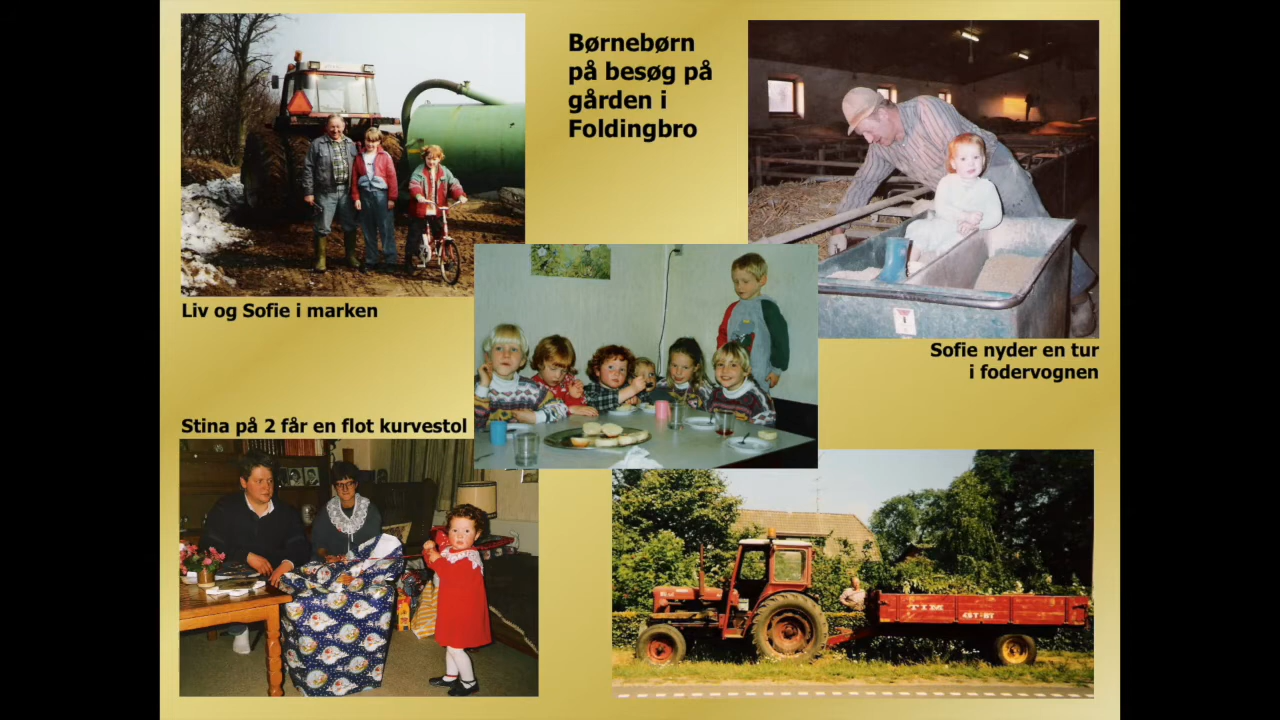 Børnebørn
på besøg på
gården i
Foldingbro
Liv og Sofie i marken
Sofie nyder en tur
i fodervognen
Stina på 2 får en flot kurvestol
TIM